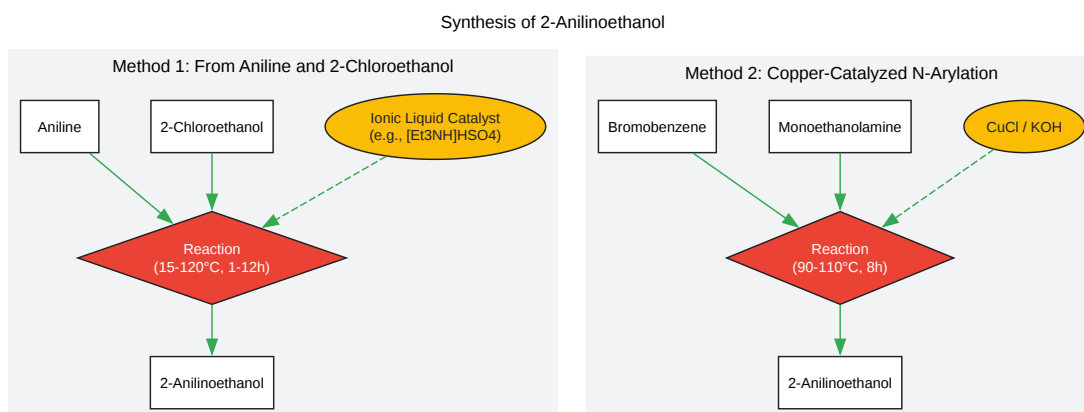 Synthesis of 2-Anilinoethanol
Method 1: From Aniline and 2-Chloroethanol
Aniline
2-Chloroethanol
Ionic Liquid Catalyst
(e.g., [Et3NH]HSO4)
Reaction
(15-120°C, 1-12h)
2-Anilinoethanol
Method 2: Copper-Catalyzed N-Arylation
Bromobenzene
Monoethanolamine
CuCl / KOH
Reaction
(90-110°C, 8h)
2-Anilinoethanol